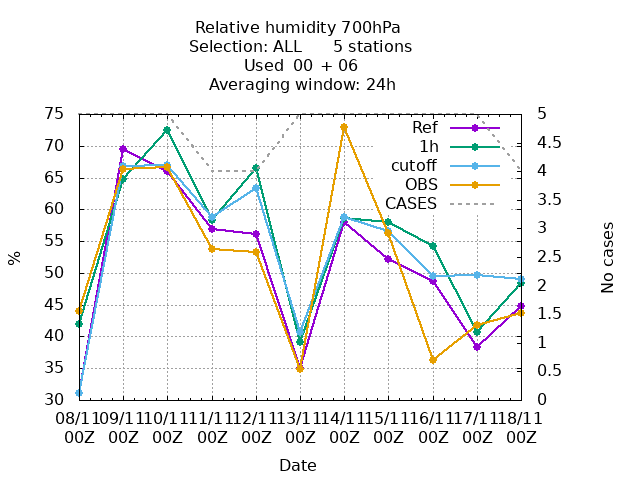 Relative humidity 700hPa
Selection: ALL 5 stations
Used 00 + 06
Averaging window: 24h
75 5
70 4.5
65 4
60 3.5
55 3
50 2.5
45 2
40 1.5
35 1
0.5
30 0
Ref
1h
cutoff
OBS
CASES
%
No cases
08/11 09/11 10/11 11/11 12/11 13/11 14/11 15/11 16/11 17/11 18/11
00Z 00Z 00Z 00Z 00Z 00Z 00Z 00Z 00Z 00Z 00Z
Date